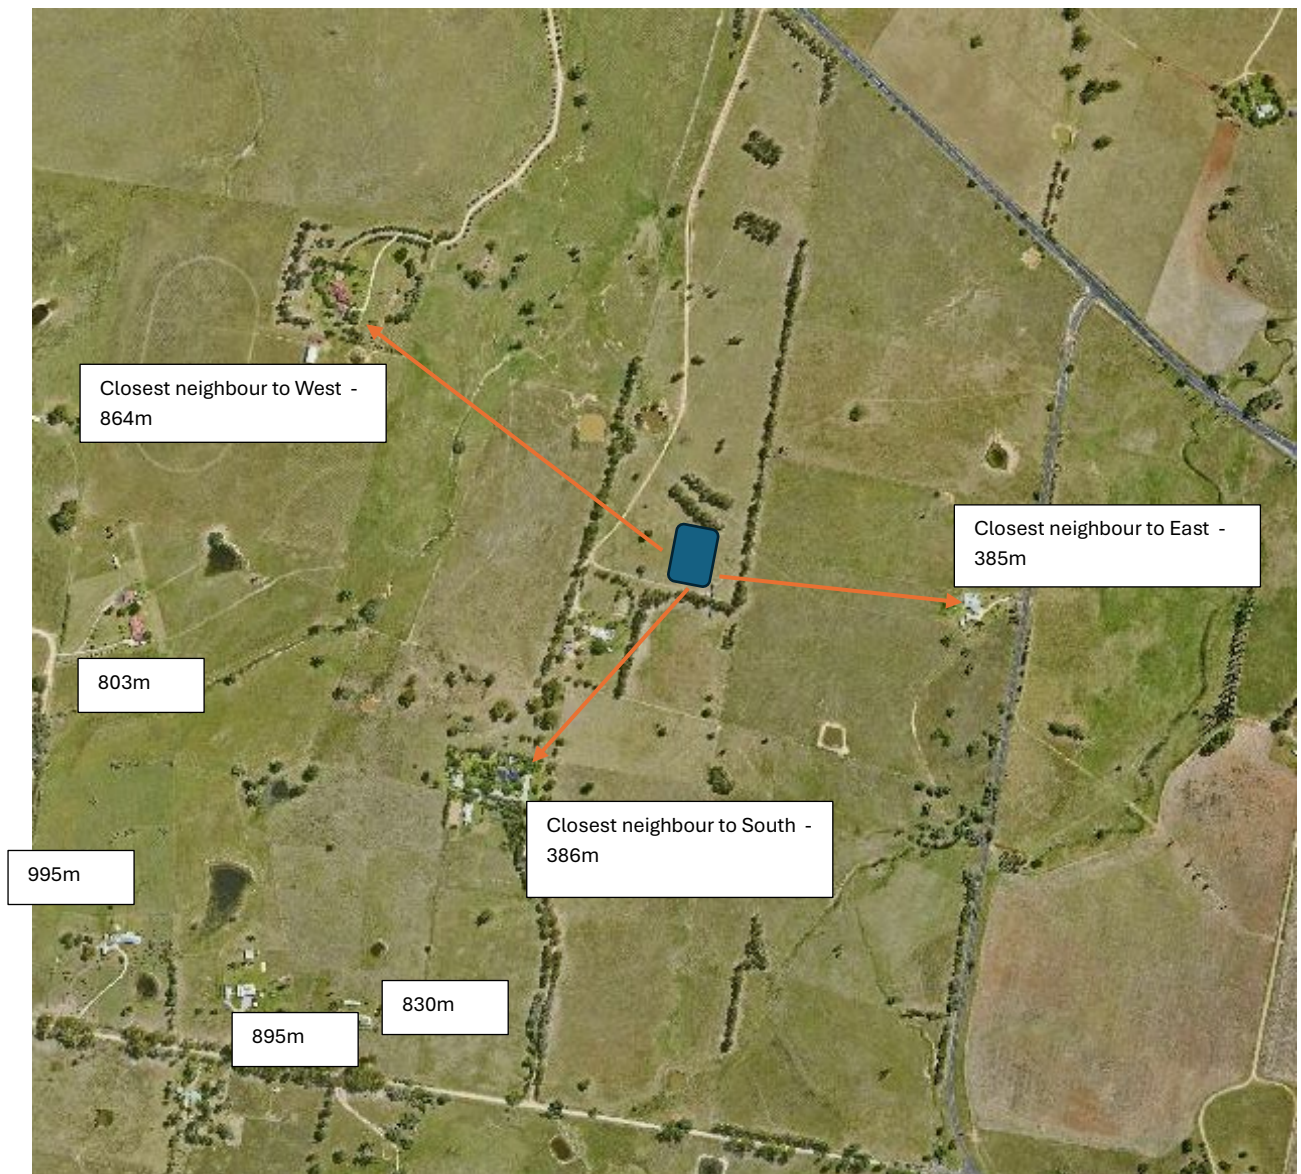 Closest neighbour to West -
864m
Closest neighbour to East -
385m
803m
Closest neighbour to South -
386m
995m
830m
895m